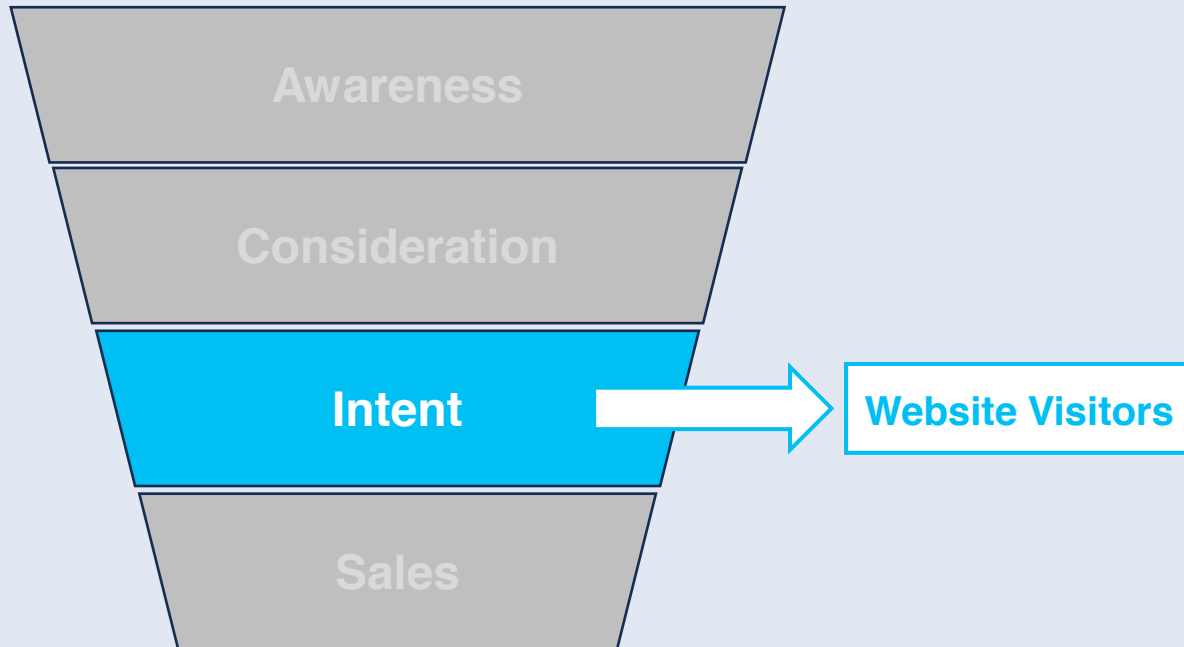 Awareness
Consideration
Intent
Website Visitors
Sales